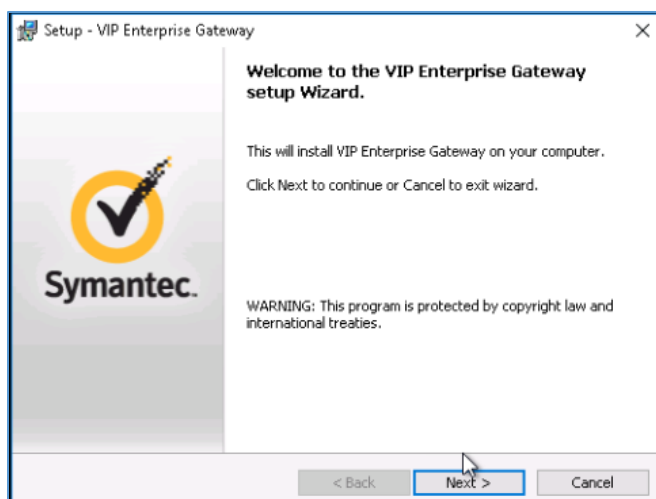 Setup - VIP Enterprise Gateway
Welcome to the VIP Enterprise Gateway
setup Wizard.
This will install VIP Enterprise Gateway on your computer.
Click Next to continue or Cancel to exit wizard.
Symantec.
WARNING: This program is protected by copyright law and
international treaties.
< Back
Next >
Cancel